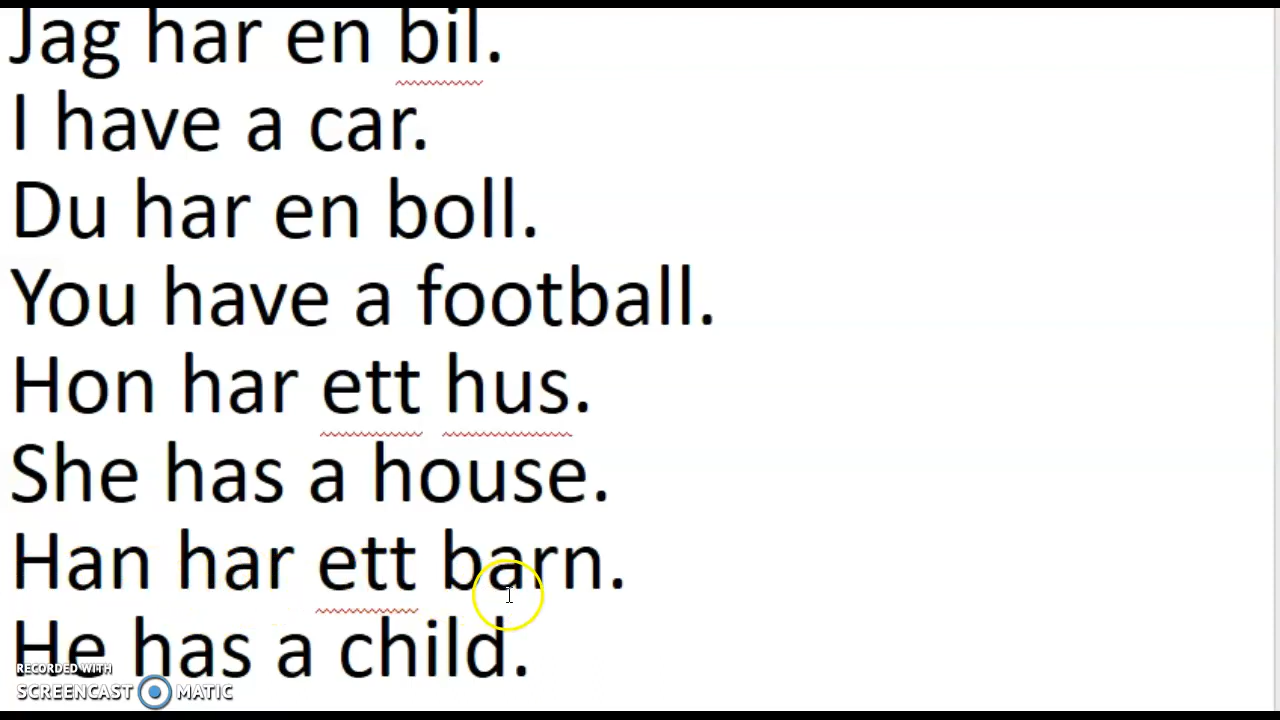 Jag har en bil.
I have a car.
Du har en boll.
You have a football.
Hon har ett hus.
She has a house.
Han har ett barn.
He has a child.
RECORDED WITH
SCREENCAST MATIC